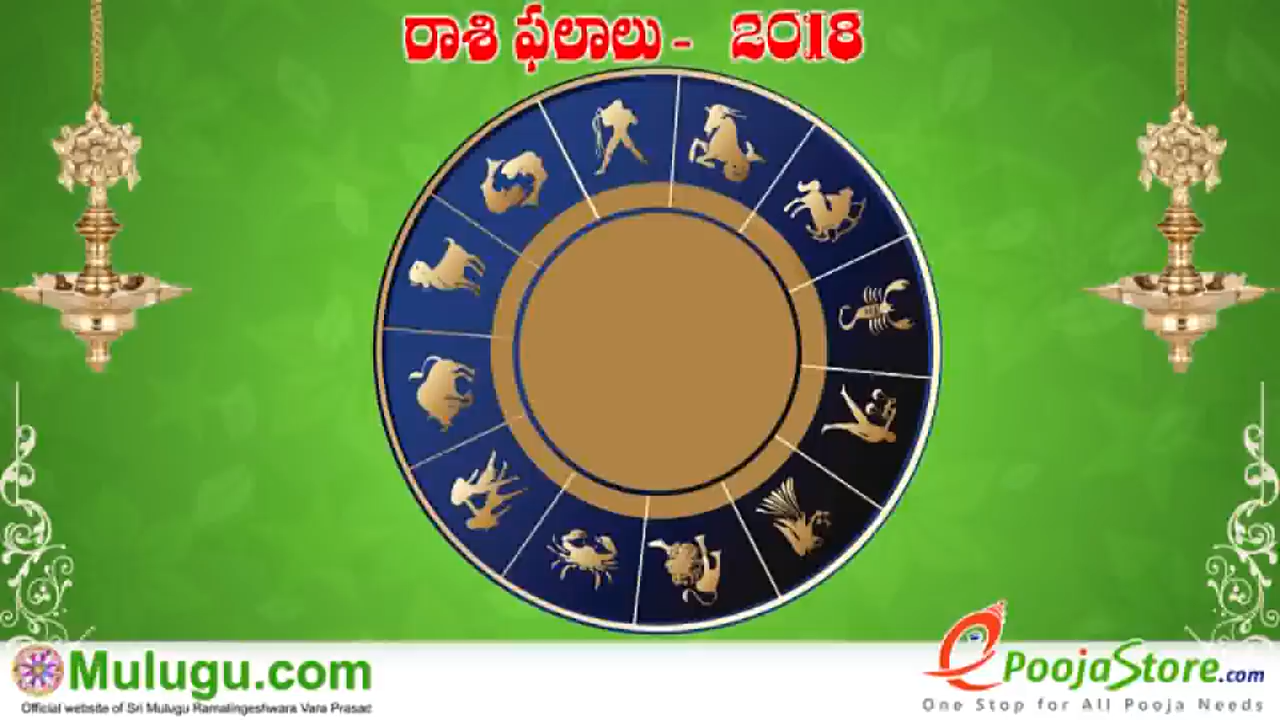 రాశి ఫలాలు - 2018
Mulugu.com
Official website of Sri Mulugu Ramalingeshwara Vara Prasad
ePoojaStore.com
One Stop for All Pooja Needs